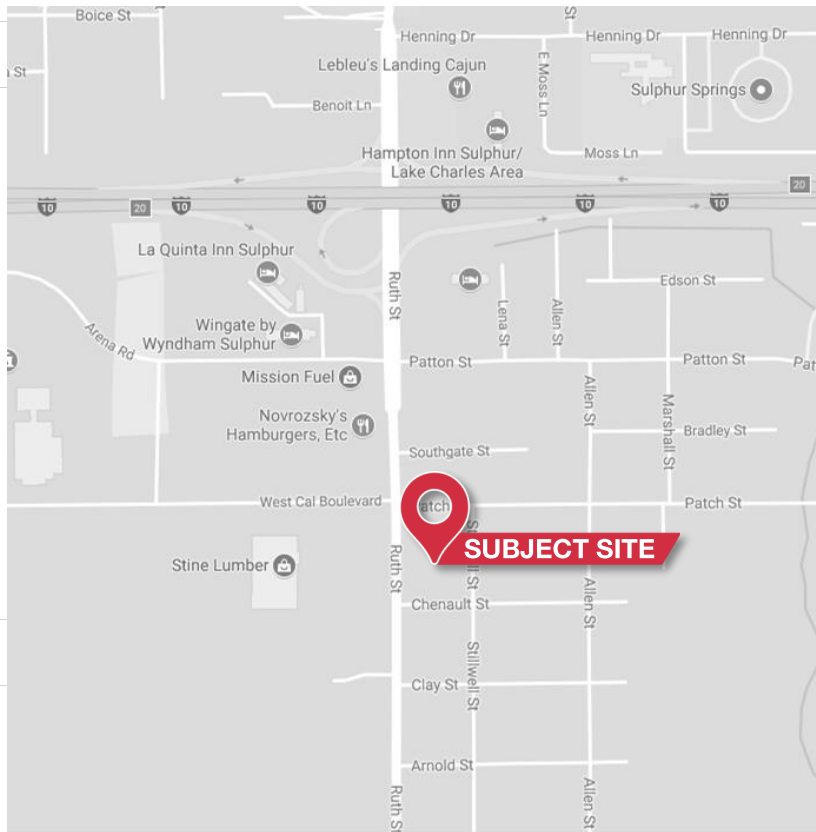 Boice St
St
Henning Dr
Henning Dr
Lebleu's Landing Cajun
E Moss Ln
Sulphur Springs
St
Benoit Ln
Hampton Inn Sulphur/
Lake Charles Area
Moss Ln
20
20
10
10
10
10
10
10
La Quinta Inn Sulphur
Ruth St
Edson St
Lena St
Allen St
Wingate by
Wyndham Sulphur
Arena Rd
Patton St
Patton St
Pat
Mission Fuel
Allen St
Marshall St
Novrozsky's
Hamburgers, Etc
Bradley St
Southgate St
West Cal Boulevard
atch
Patch St
SUBJECT SITE
Stine Lumber
Ruth St
Allen St
Chenault St
Stillwell St
Clay St
Arnold St
Ruth St
Allen St